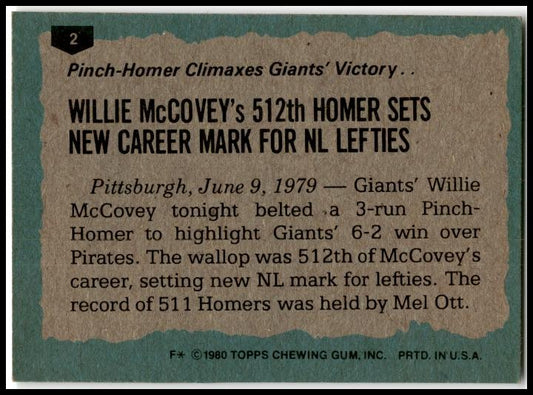 2
Pinch-Homer Climaxes Giants' Victory . .
WILLIE McCOVEY's 512th HOMER SETS
NEW CAREER MARK FOR NL LEFTIES
Pittsburgh, June 9, 1979 — Giants' Willie
McCovey tonight belted a 3-run Pinch-
Homer to highlight Giants' 6-2 win over
Pirates. The wallop was 512th of McCovey's
career, setting new NL mark for lefties. The
record of 511 Homers was held by Mel Ott.
F* © 1980 TOPPS CHEWING GUM, INC. PRTD. IN U.S.A.